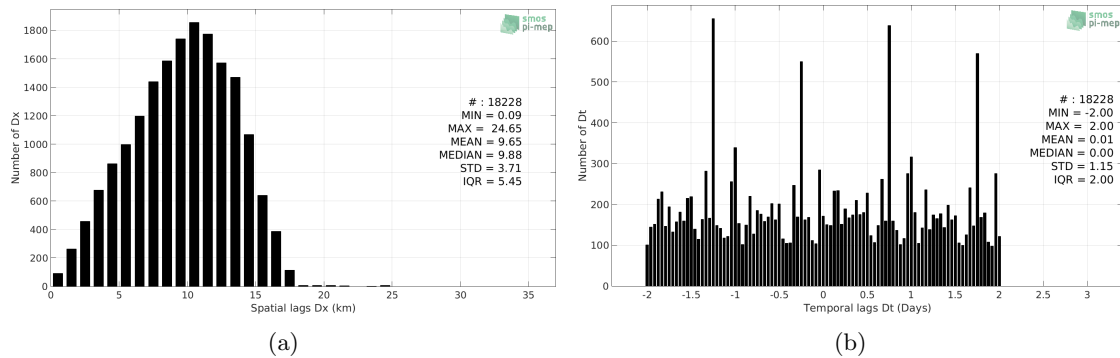 1800
1600
1400
1200
1000
800
600
400
200
0
Number of Dx
smos
pi-mep
# : 18228
MIN = 0.09
MAX = 24.65
MEAN = 9.65
MEDIAN = 9.88
STD = 3.71
IQR = 5.45
0 5 10 15 20 25 30 35
Spatial lags Dx (km)
(a)
600
500
400
300
200
100
0
Number of Dt
smos
pi-mep
# : 18228
MIN = -2.00
MAX = 2.00
MEAN = 0.01
MEDIAN = 0.00
STD = 1.15
IQR = 2.00
-2 -1.5 -1 -0.5 0 0.5 1 1.5 2 2.5 3
Temporal lags Dt (Days)
(b)